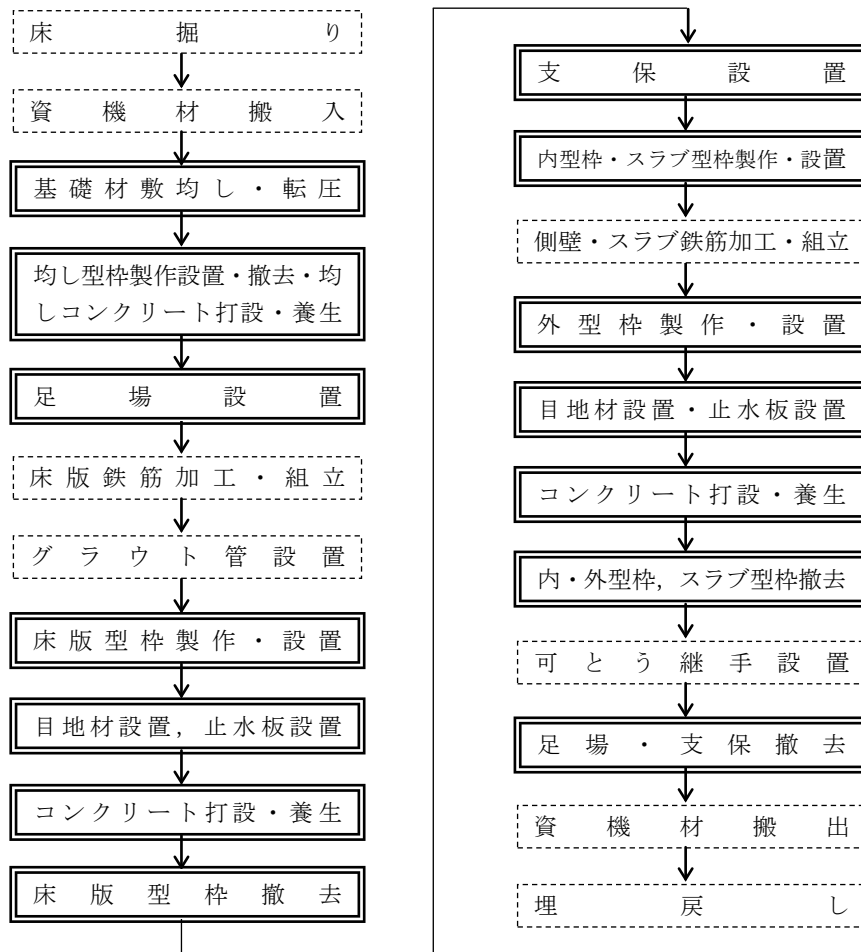 床掘り
資機材搬入
基礎材敷均し・転圧
均し型枠製作設置・撤去・均
しコンクリート打設・養生
足場設置
床版鉄筋加工・組立
グラウト管設置
床版型枠製作・設置
目地材設置，止水板設置
コンクリート打設・養生
床版型枠撤去
支保設置
内型枠・スラブ型枠製作・設置
側壁・スラブ鉄筋加工・組立
外型枠製作・設置
目地材設置・止水板設置
コンクリート打設・養生
内・外型枠，スラブ型枠撤去
可とう継手設置
足場・支保撤去
資機材搬出
埋戻し